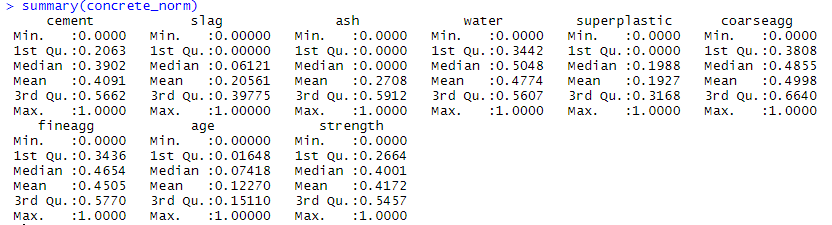 > summary(concrete_norm)
cement slag ash water superplastic coarseagg
Min. :0.0000 Min. :0.00000 Min. :0.0000 Min. :0.0000 Min. :0.0000 Min. :0.0000
1st Qu.:0.2063 1st Qu.:0.00000 1st Qu.:0.0000 1st Qu.:0.3442 1st Qu.:0.0000 1st Qu.:0.3808
Median :0.3902 Median :0.06121 Median :0.0000 Median :0.5048 Median :0.1988 Median :0.4855
Mean :0.4091 Mean :0.20561 Mean :0.2708 Mean :0.4774 Mean :0.1927 Mean :0.4998
3rd Qu.:0.5662 3rd Qu.:0.39775 3rd Qu.:0.5912 3rd Qu.:0.5607 3rd Qu.:0.3168 3rd Qu.:0.6640
Max. :1.0000 Max. :1.00000 Max. :1.0000 Max. :1.0000 Max. :1.0000 Max. :1.0000
fineagg age strength
Min. :0.0000 Min. :0.00000 Min. :0.0000
1st Qu.:0.3436 1st Qu.:0.01648 1st Qu.:0.2664
Median :0.4654 Median :0.07418 Median :0.4001
Mean :0.4505 Mean :0.12270 Mean :0.4172
3rd Qu.:0.5770 3rd Qu.:0.15110 3rd Qu.:0.5457
Max. :1.0000 Max. :1.00000 Max. :1.0000